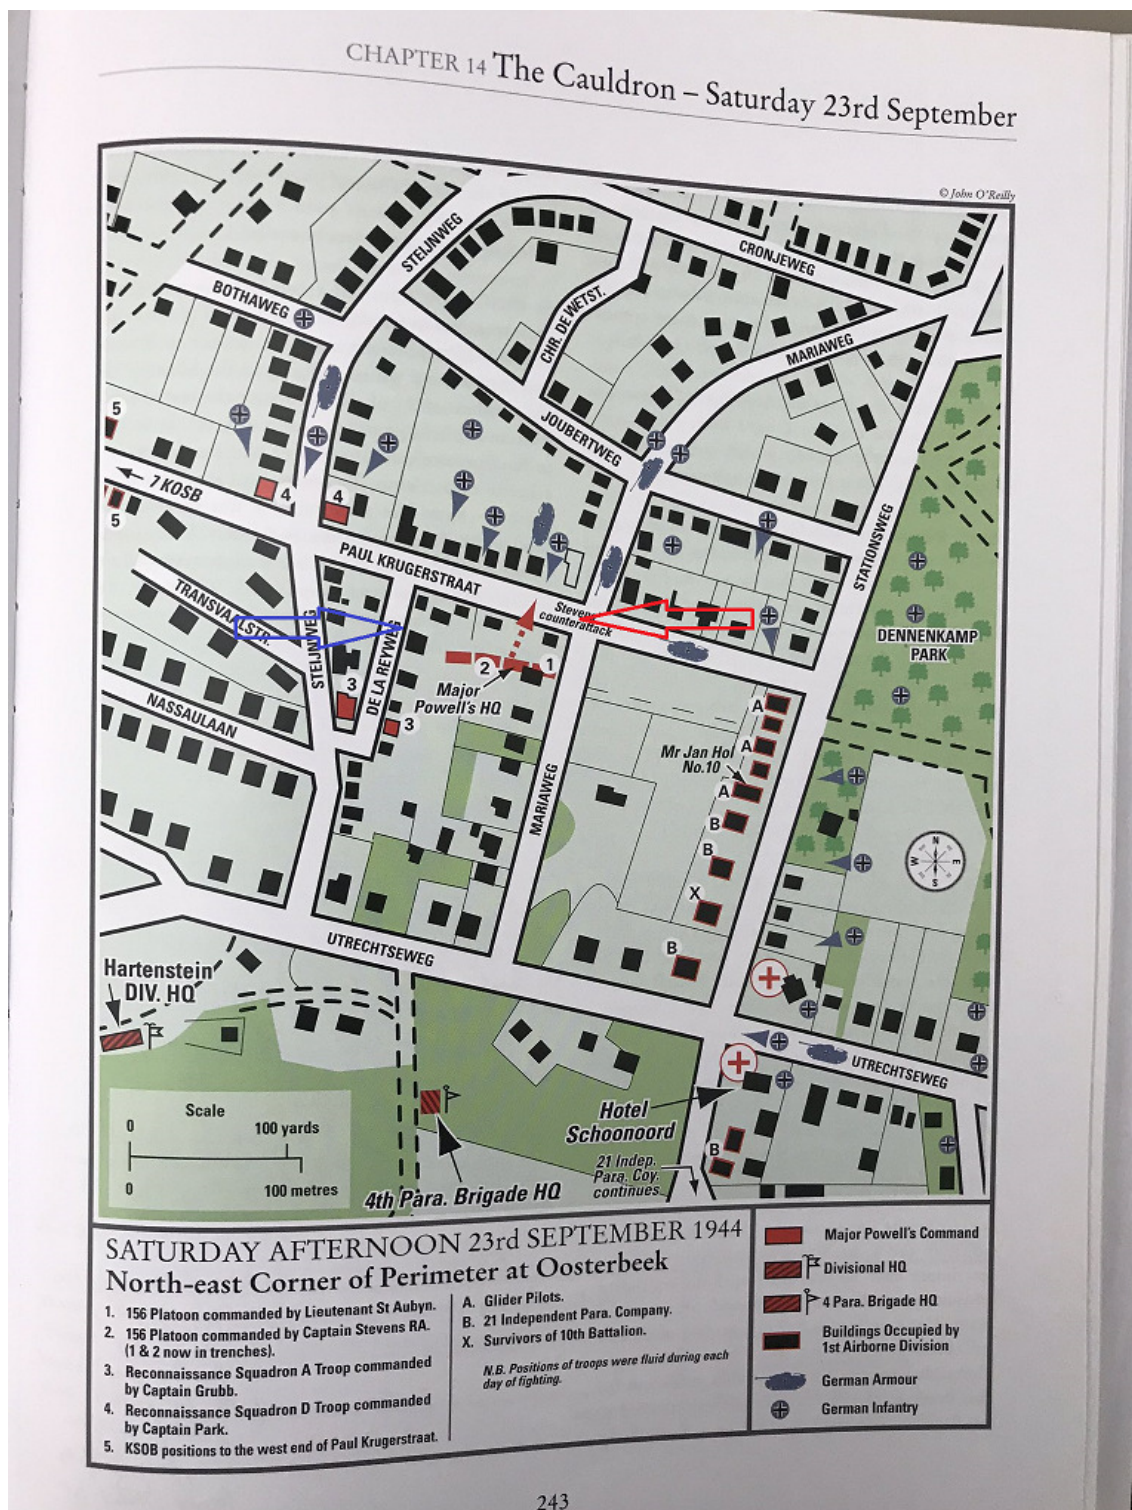 CHAPTER 14 The Cauldron – Saturday 23rd September
© John O'Reilly
STEIJNWEG
CRONJEWEG
BOTHAWEG
CHR. DE WETST.
MARIAWEG
JOUBERTWEG
5
7 KOSB
4
4
5
STATIONSWEG
PAUL KRUGERSTRAAT
TRANSVAALSTR.
STEIJNWEG
DE LA REYWEG
counterattack
DENNENKAMP
PARK
2
1
Major
Powell's HQ
3
3
NASSAULAAN
A
Mr Jan Hol
No.10
A
A
B
B
X
B
MARIAWEG
N
E
S
W
UTRECHTSEWEG
Hartenstein
DIV. HQ
UTRECHTSEWEG
Hotel
Schoonoord
Scale
0 100 yards
0 100 metres
4th Para. Brigade HQ
B
21 Indep.
Para. Coy.
continues
SATURDAY AFTERNOON 23rd SEPTEMBER 1944
North-east Corner of Perimeter at Oosterbeek
1. 156 Platoon commanded by Lieutenant St Aubyn.
2. 156 Platoon commanded by Captain Stevens RA.
(1 & 2 now in trenches).
3. Reconnaissance Squadron A Troop commanded
by Captain Grubb.
4. Reconnaissance Squadron D Troop commanded
by Captain Park.
5. KSOB positions to the west end of Paul Krugerstraat.
A. Glider Pilots.
B. 21 Independent Para. Company.
X. Survivors of 10th Battalion.
N.B. Positions of troops were fluid during each
day of fighting.
Major Powell's Command
Divisional HQ
4 Para. Brigade HQ
Buildings Occupied by
1st Airborne Division
German Armour
German Infantry
243